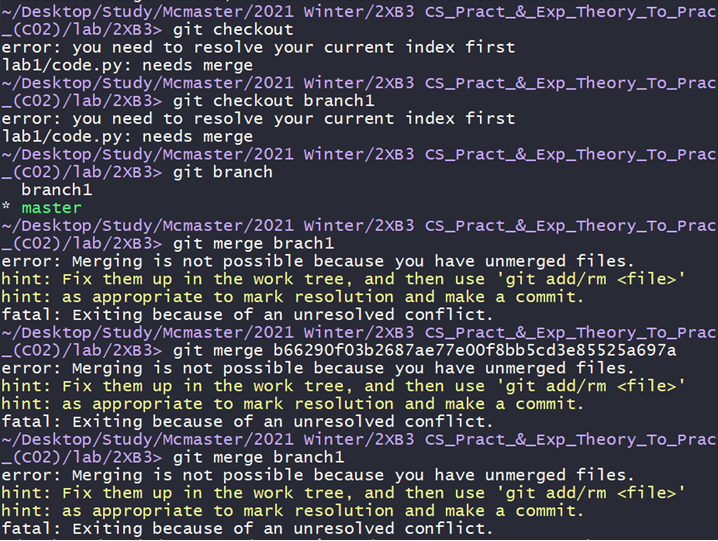 ~/Desktop/Study/Mcmaster/2021 Winter/2XB3 CS_Pract_&_Exp_Theory_To_Prac
_(C02)/lab/2XB3> git checkout
error: you need to resolve your current index first
lab1/code.py: needs merge
~/Desktop/Study/Mcmaster/2021 Winter/2XB3 CS_Pract_&_Exp_Theory_To_Prac
_(C02)/lab/2XB3> git checkout branch1
error: you need to resolve your current index first
lab1/code.py: needs merge
~/Desktop/Study/Mcmaster/2021 Winter/2XB3 CS_Pract_&_Exp_Theory_To_Prac
_(C02)/lab/2XB3> git branch
  branch1
* master
~/Desktop/Study/Mcmaster/2021 Winter/2XB3 CS_Pract_&_Exp_Theory_To_Prac
_(C02)/lab/2XB3> git merge brach1
error: Merging is not possible because you have unmerged files.
hint: Fix them up in the work tree, and then use 'git add/rm <file>'
hint: as appropriate to mark resolution and make a commit.
fatal: Exiting because of an unresolved conflict.
~/Desktop/Study/Mcmaster/2021 Winter/2XB3 CS_Pract_&_Exp_Theory_To_Prac
_(C02)/lab/2XB3> git merge b66290f03b2687ae77e00f8bb5cd3e85525a697a
error: Merging is not possible because you have unmerged files.
hint: Fix them up in the work tree, and then use 'git add/rm <file>'
hint: as appropriate to mark resolution and make a commit.
fatal: Exiting because of an unresolved conflict.
~/Desktop/Study/Mcmaster/2021 Winter/2XB3 CS_Pract_&_Exp_Theory_To_Prac
_(C02)/lab/2XB3> git merge branch1
error: Merging is not possible because you have unmerged files.
hint: Fix them up in the work tree, and then use 'git add/rm <file>'
hint: as appropriate to mark resolution and make a commit.
fatal: Exiting because of an unresolved conflict.